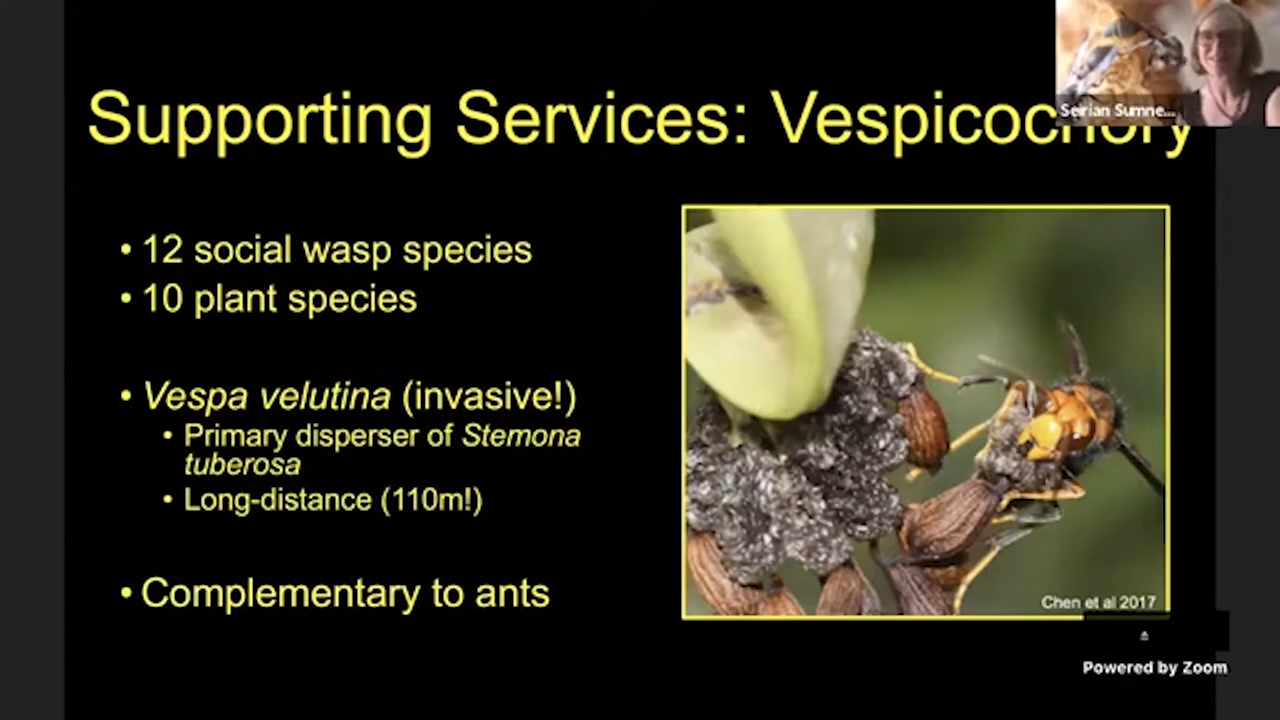 Supporting Services: Vespicochory
Seirian Sumne...
• 12 social wasp species
• 10 plant species
• Vespa velutina (invasive!)
• Primary disperser of Stemona
tuberosa
• Long-distance (110m!)
• Complementary to ants
Chen et al 2017
Powered by Zoom